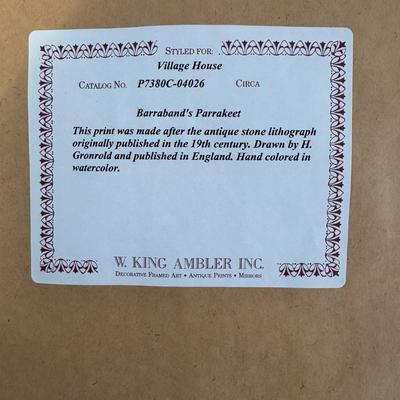 STYLED FOR:
Village House
CATALOG NO. P7380C-04026 CIRCA
Barraband's Parrakeet
This print was made after the antique stone lithograph
originally published in the 19th century. Drawn by H.
Gronrold and published in England. Hand colored in
watercolor.
W. KING AMBLER INC.
DECORATIVE FRAMED ART • ANTIQUE PRINTS • MIRRORS